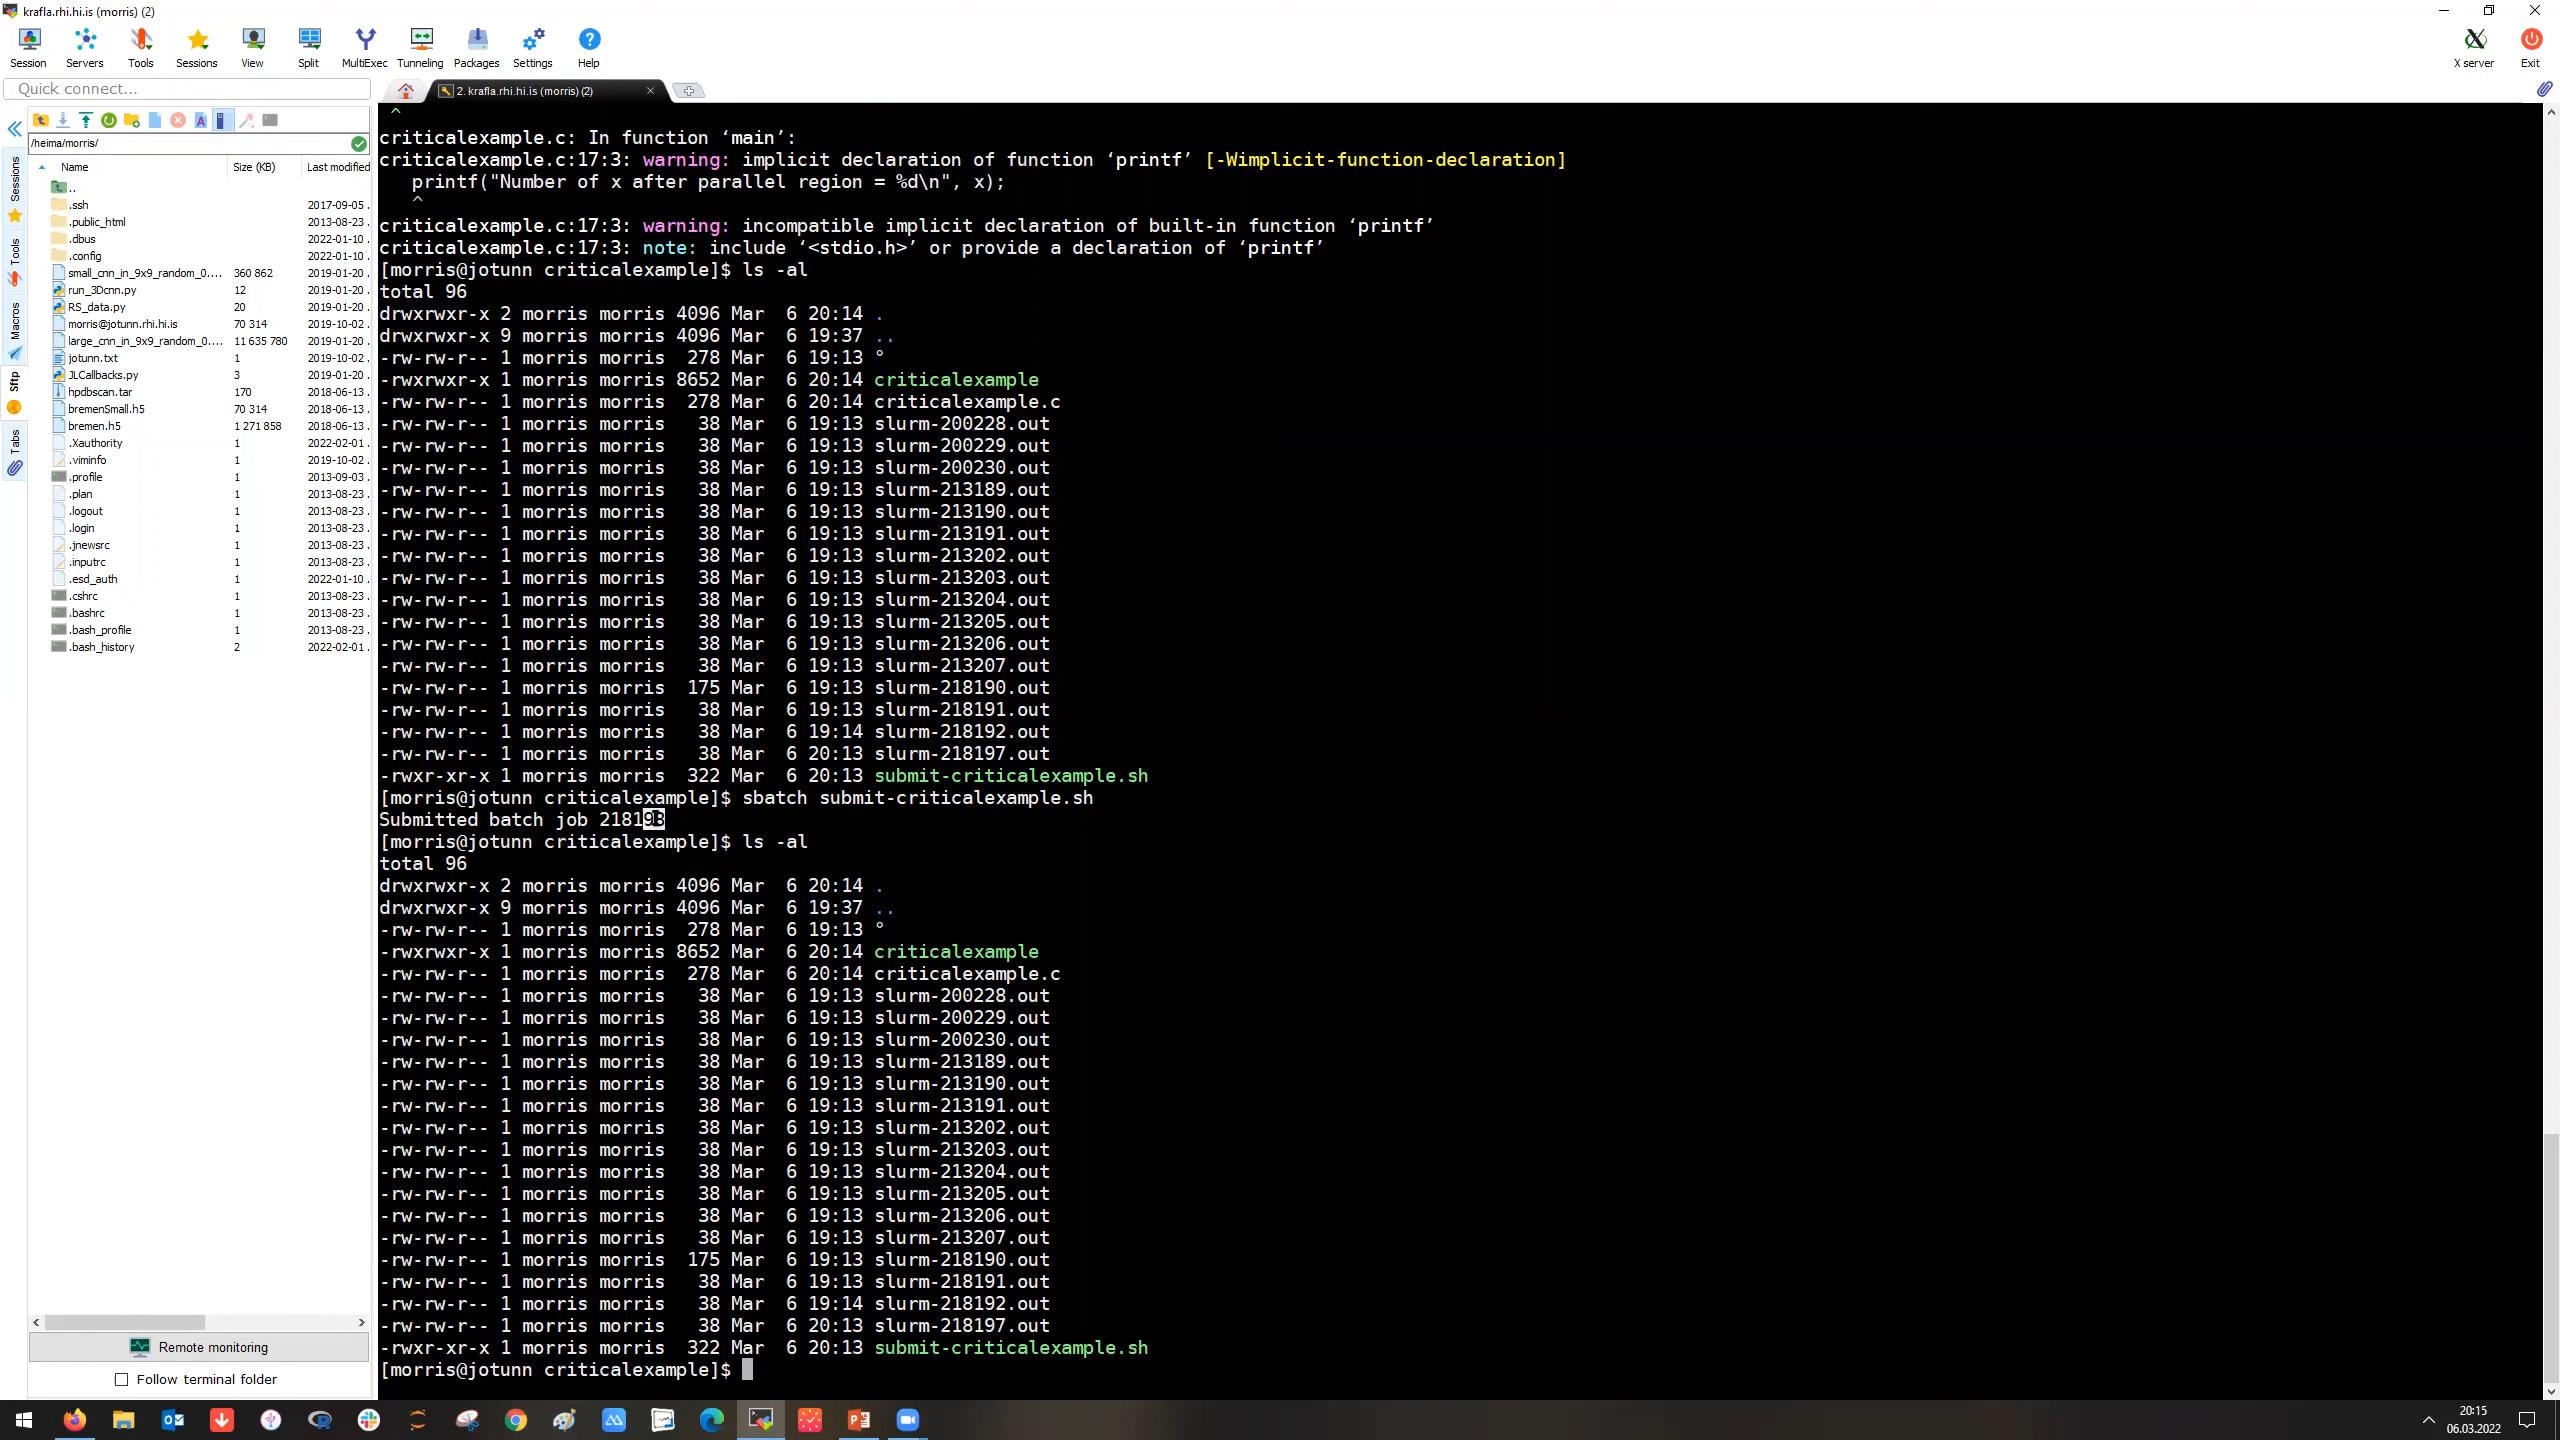 krafla.rhi.hi.is (morris) (2)
Session Servers Tools Sessions View Split MultiExec Tunneling Packages Settings Help X server Exit
Quick connect...
2. krafla.rhi.hi.is (morris) (2)
/heima/morris/
Name Size (KB) Last modified
..
.ssh 2017-09-05 .
.public_html 2013-08-23 .
.dbus 2022-01-10 .
.config 2022-01-10 .
small_cnn_in_9x9_random_0.... 360 862 2019-01-20 .
run_3Dcnn.py 12 2019-01-20 .
RS_data.py 20 2019-01-20 .
morris@jotunn.rhi.hi.is 70 314 2019-10-02 .
large_cnn_in_9x9_random_0.... 11 635 780 2019-01-20 .
jotunn.txt 1 2019-10-02 .
JLCallbacks.py 3 2019-01-20 .
hpdbscan.tar 170 2018-06-13 .
bremenSmall.h5 70 314 2018-06-13 .
bremen.h5 1 271 858 2018-06-13 .
.Xauthority 1 2022-02-01 .
.viminfo 1 2019-10-02 .
.profile 1 2013-09-03 .
.plan 1 2013-08-23 .
.logout 1 2013-08-23 .
.login 1 2013-08-23 .
.jnewsrc 1 2013-08-23 .
.inputrc 1 2013-08-23 .
.esd_auth 1 2022-01-10 .
.cshrc 1 2013-08-23 .
.bashrc 1 2013-08-23 .
.bash_profile 1 2013-08-23 .
.bash_history 2 2022-02-01 .
Sessions
Tools
Macros
Sftp
Tabs
Remote monitoring
Follow terminal folder
^
criticalexample.c: In function ‘main’:
criticalexample.c:17:3: warning: implicit declaration of function ‘printf’ [-Wimplicit-function-declaration]
printf("Number of x after parallel region = %d\n", x);
^
criticalexample.c:17:3: warning: incompatible implicit declaration of built-in function ‘printf’
criticalexample.c:17:3: note: include ‘<stdio.h>’ or provide a declaration of ‘printf’
[morris@jotunn criticalexample]$ ls -al
total 96
drwxrwxr-x 2 morris morris 4096 Mar  6 20:14 .
drwxrwxr-x 9 morris morris 4096 Mar  6 19:37 ..
-rw-rw-r-- 1 morris morris  278 Mar  6 19:13 °
-rwxrwxr-x 1 morris morris 8652 Mar  6 20:14 criticalexample
-rw-rw-r-- 1 morris morris  278 Mar  6 20:14 criticalexample.c
-rw-rw-r-- 1 morris morris   38 Mar  6 19:13 slurm-200228.out
-rw-rw-r-- 1 morris morris   38 Mar  6 19:13 slurm-200229.out
-rw-rw-r-- 1 morris morris   38 Mar  6 19:13 slurm-200230.out
-rw-rw-r-- 1 morris morris   38 Mar  6 19:13 slurm-213189.out
-rw-rw-r-- 1 morris morris   38 Mar  6 19:13 slurm-213190.out
-rw-rw-r-- 1 morris morris   38 Mar  6 19:13 slurm-213191.out
-rw-rw-r-- 1 morris morris   38 Mar  6 19:13 slurm-213202.out
-rw-rw-r-- 1 morris morris   38 Mar  6 19:13 slurm-213203.out
-rw-rw-r-- 1 morris morris   38 Mar  6 19:13 slurm-213204.out
-rw-rw-r-- 1 morris morris   38 Mar  6 19:13 slurm-213205.out
-rw-rw-r-- 1 morris morris   38 Mar  6 19:13 slurm-213206.out
-rw-rw-r-- 1 morris morris   38 Mar  6 19:13 slurm-213207.out
-rw-rw-r-- 1 morris morris  175 Mar  6 19:13 slurm-218190.out
-rw-rw-r-- 1 morris morris   38 Mar  6 19:13 slurm-218191.out
-rw-rw-r-- 1 morris morris   38 Mar  6 19:14 slurm-218192.out
-rw-rw-r-- 1 morris morris   38 Mar  6 20:13 slurm-218197.out
-rwxr-xr-x 1 morris morris  322 Mar  6 20:13 submit-criticalexample.sh
[morris@jotunn criticalexample]$ sbatch submit-criticalexample.sh
Submitted batch job 218198
[morris@jotunn criticalexample]$ ls -al
total 96
drwxrwxr-x 2 morris morris 4096 Mar  6 20:14 .
drwxrwxr-x 9 morris morris 4096 Mar  6 19:37 ..
-rw-rw-r-- 1 morris morris  278 Mar  6 19:13 °
-rwxrwxr-x 1 morris morris 8652 Mar  6 20:14 criticalexample
-rw-rw-r-- 1 morris morris  278 Mar  6 20:14 criticalexample.c
-rw-rw-r-- 1 morris morris   38 Mar  6 19:13 slurm-200228.out
-rw-rw-r-- 1 morris morris   38 Mar  6 19:13 slurm-200229.out
-rw-rw-r-- 1 morris morris   38 Mar  6 19:13 slurm-200230.out
-rw-rw-r-- 1 morris morris   38 Mar  6 19:13 slurm-213189.out
-rw-rw-r-- 1 morris morris   38 Mar  6 19:13 slurm-213190.out
-rw-rw-r-- 1 morris morris   38 Mar  6 19:13 slurm-213191.out
-rw-rw-r-- 1 morris morris   38 Mar  6 19:13 slurm-213202.out
-rw-rw-r-- 1 morris morris   38 Mar  6 19:13 slurm-213203.out
-rw-rw-r-- 1 morris morris   38 Mar  6 19:13 slurm-213204.out
-rw-rw-r-- 1 morris morris   38 Mar  6 19:13 slurm-213205.out
-rw-rw-r-- 1 morris morris   38 Mar  6 19:13 slurm-213206.out
-rw-rw-r-- 1 morris morris   38 Mar  6 19:13 slurm-213207.out
-rw-rw-r-- 1 morris morris  175 Mar  6 19:13 slurm-218190.out
-rw-rw-r-- 1 morris morris   38 Mar  6 19:13 slurm-218191.out
-rw-rw-r-- 1 morris morris   38 Mar  6 19:14 slurm-218192.out
-rw-rw-r-- 1 morris morris   38 Mar  6 20:13 slurm-218197.out
-rwxr-xr-x 1 morris morris  322 Mar  6 20:13 submit-criticalexample.sh
[morris@jotunn criticalexample]$
20:15
06.03.2022